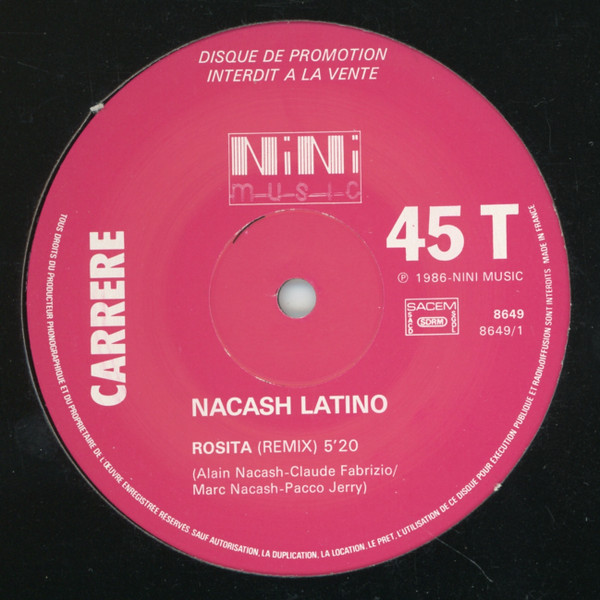 DISQUE DE PROMOTION
INTERDIT A LA VENTE
NiNi
MUSIC
45 T
℗ 1986-NINI MUSIC
SACEM
SACD
SDRM
SGDL
8649
8649/1
CARRERE
NACASH LATINO
ROSITA (REMIX) 5'20
(Alain Nacash-Claude Fabrizio/
Marc Nacash-Pacco Jerry)
TOUS DROITS DU PRODUCTEUR PHONOGRAPHIQUE ET DU PROPRIETAIRE DE L'ŒUVRE ENREGISTREE RESERVES. SAUF AUTORISATION, LA DUPLICATION, LA LOCATION, LE PRET, L'UTILISATION DE CE DISQUE POUR EXECUTION PUBLIQUE ET RADIODIFFUSION SONT INTERDITS MADE IN FRANCE